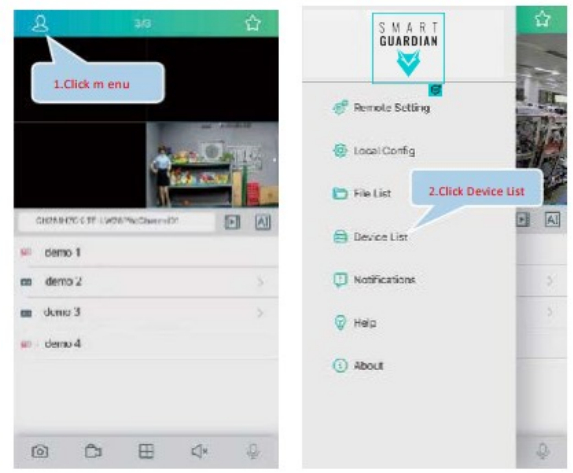 3/3
1.Click m enu
demo 1
demo 2
demo 3
demo 4
SMART
GUARDIAN
Remote Setting
Local Config
File List
2.Click Device List
Device List
Notifications
Help
About